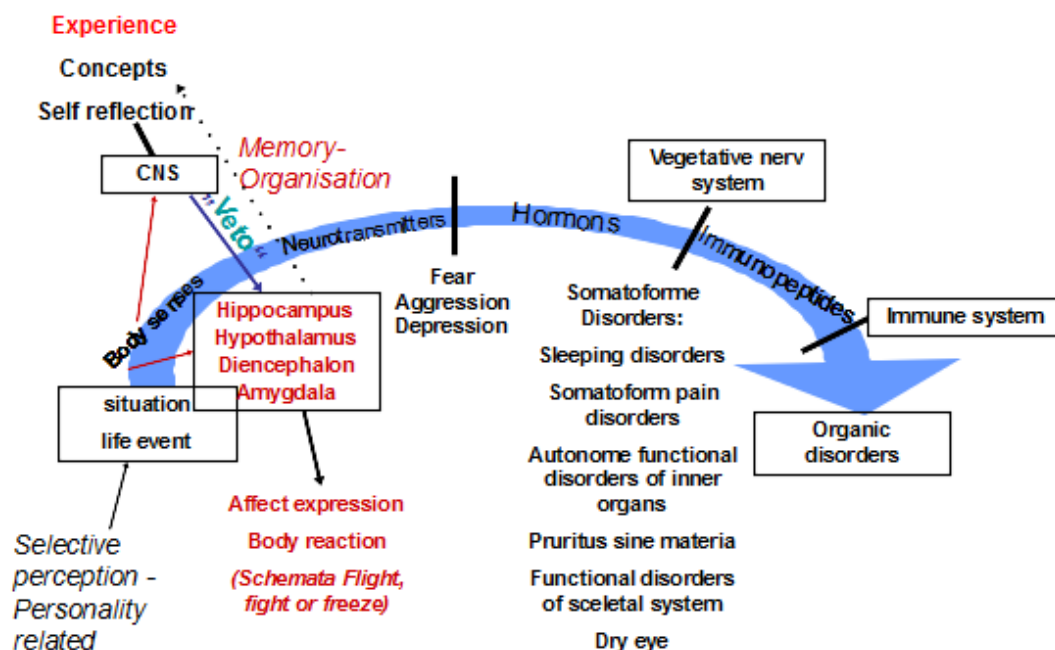 Experience
Concepts
Self reflection
CNS
Memory-
Organisation
„Veto“
Body senses
Neurotransmitters
Hormons
Immunopeptides
Vegetative nerv
system
Immune system
Hippocampus
Hypothalamus
Diencephalon
Amygdala
situation
life event
Fear
Aggression
Depression
Somatoforme
Disorders:
Sleeping disorders
Somatoform pain
disorders
Autonome functional
disorders of inner
organs
Pruritus sine materia
Functional disorders
of sceletal system
Dry eye
Organic
disorders
Affect expression
Body reaction
(Schemata Flight,
fight or freeze)
Selective
perception -
Personality
related